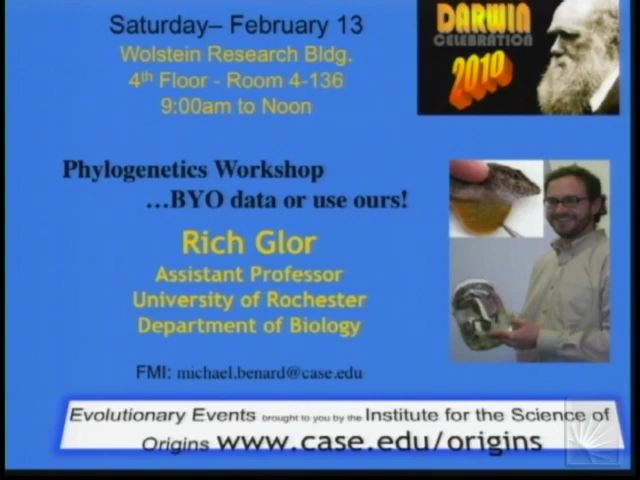 Saturday– February 13
Wolstein Research Bldg.
4th Floor - Room 4-136
9:00am to Noon
DARWIN
CELEBRATION
2010
Phylogenetics Workshop
…BYO data or use ours!
Rich Glor
Assistant Professor
University of Rochester
Department of Biology
FMI: michael.benard@case.edu
Evolutionary Events brought to you by the Institute for the Science of
Origins www.case.edu/origins